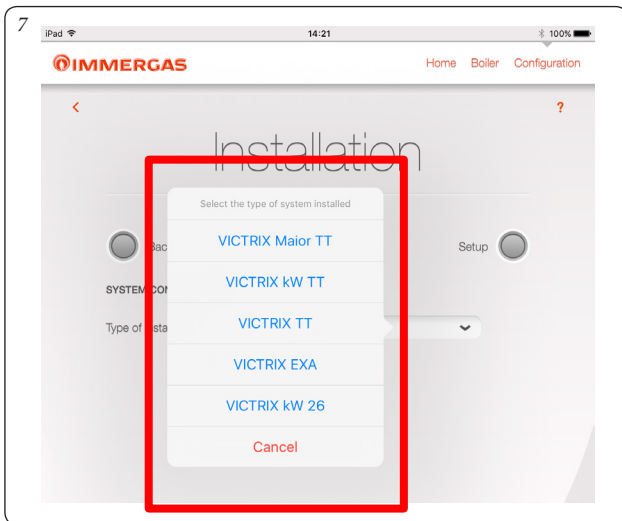 7
iPad 14:21 100%
IMMERGAS Home Boiler Configuration
< ?
Installation
Select the type of system installed
VICTRIX Maior TT
Setup
VICTRIX kW TT
SYSTEM
VICTRIX TT
Type of
VICTRIX EXA
VICTRIX kW 26
Cancel